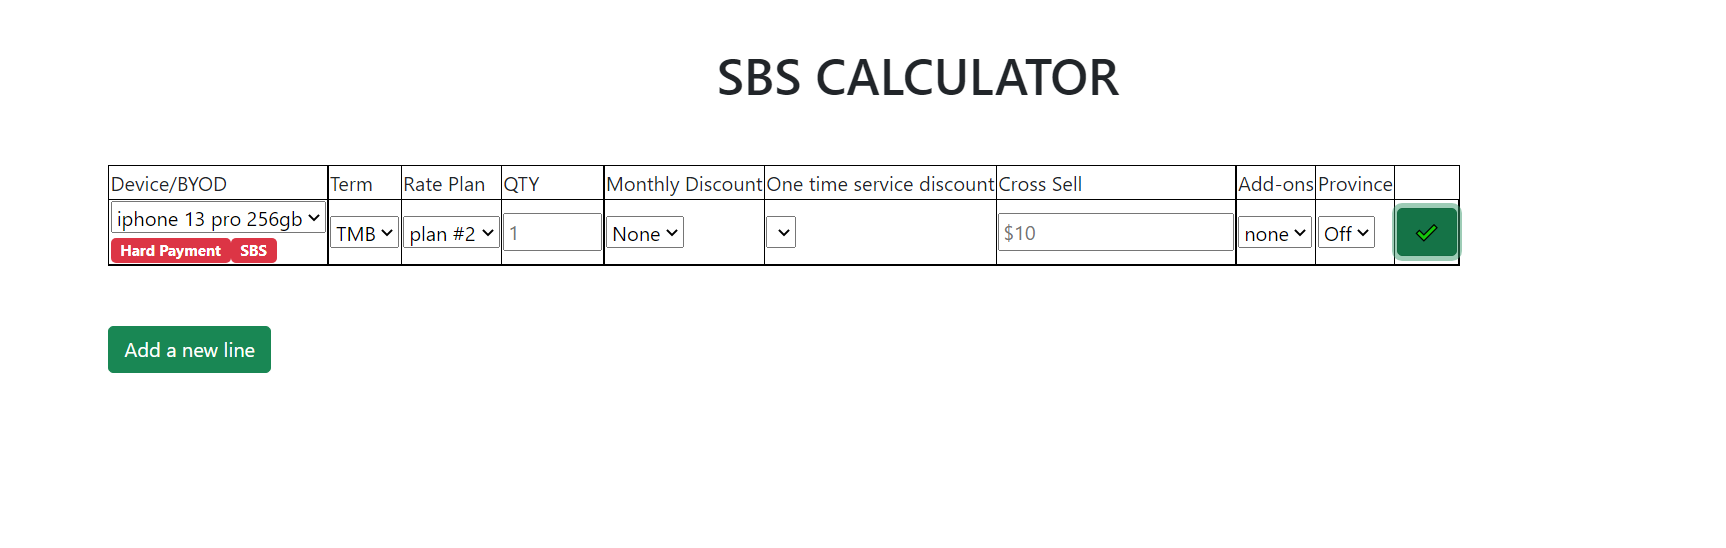 SBS CALCULATOR
Device/BYOD Term Rate Plan QTY Monthly Discount One time service discount Cross Sell Add-ons Province
iphone 13 pro 256gb TMB plan #2 1 None $10 none Off
Hard Payment SBS
Add a new line